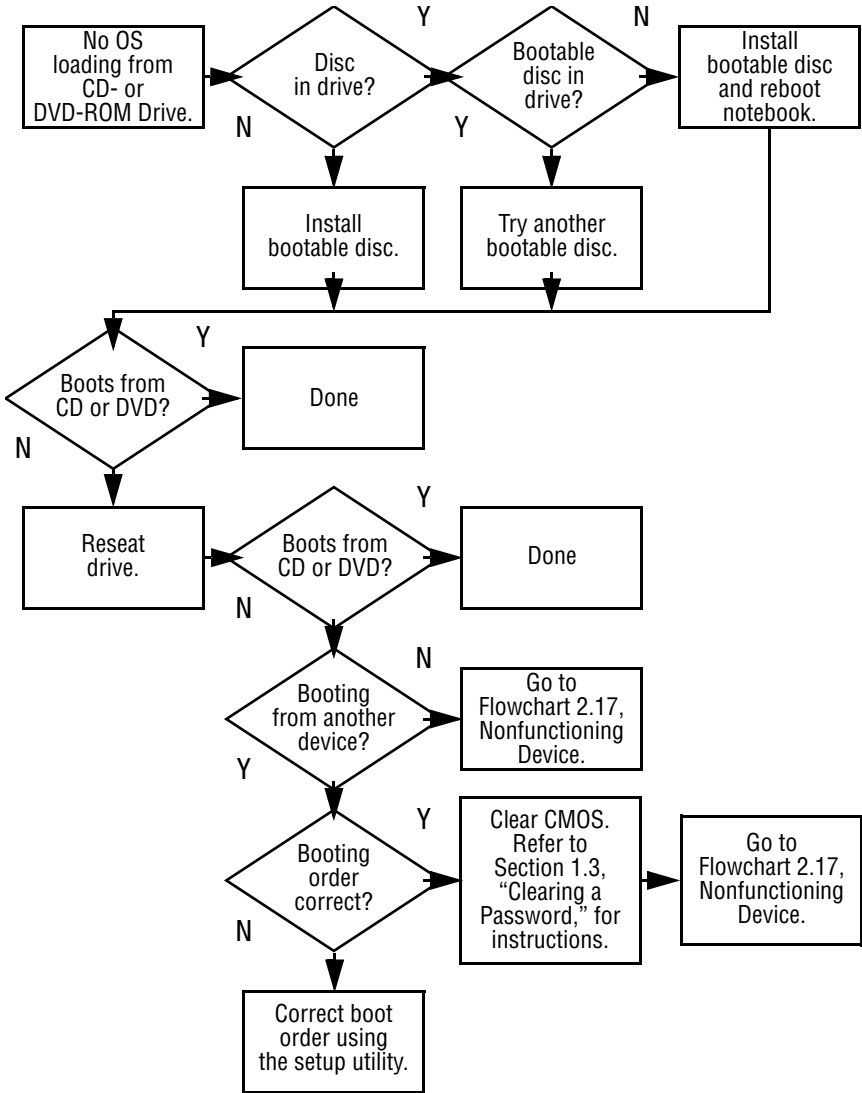 No OS
loading from
CD- or
DVD-ROM Drive.
Disc
in drive?
Y
N
Bootable
disc in
drive?
N
Y
Install
bootable disc
and reboot
notebook.
Install
bootable disc.
Try another
bootable disc.
Boots from
CD or DVD?
Y
N
Done
Reseat
drive.
Boots from
CD or DVD?
Y
N
Done
Booting
from another
device?
N
Y
Go to
Flowchart 2.17,
Nonfunctioning
Device.
Booting
order
correct?
Y
N
Clear CMOS.
Refer to
Section 1.3,
“Clearing a
Password,” for
instructions.
Go to
Flowchart 2.17,
Nonfunctioning
Device.
Correct boot
order using
the setup utility.